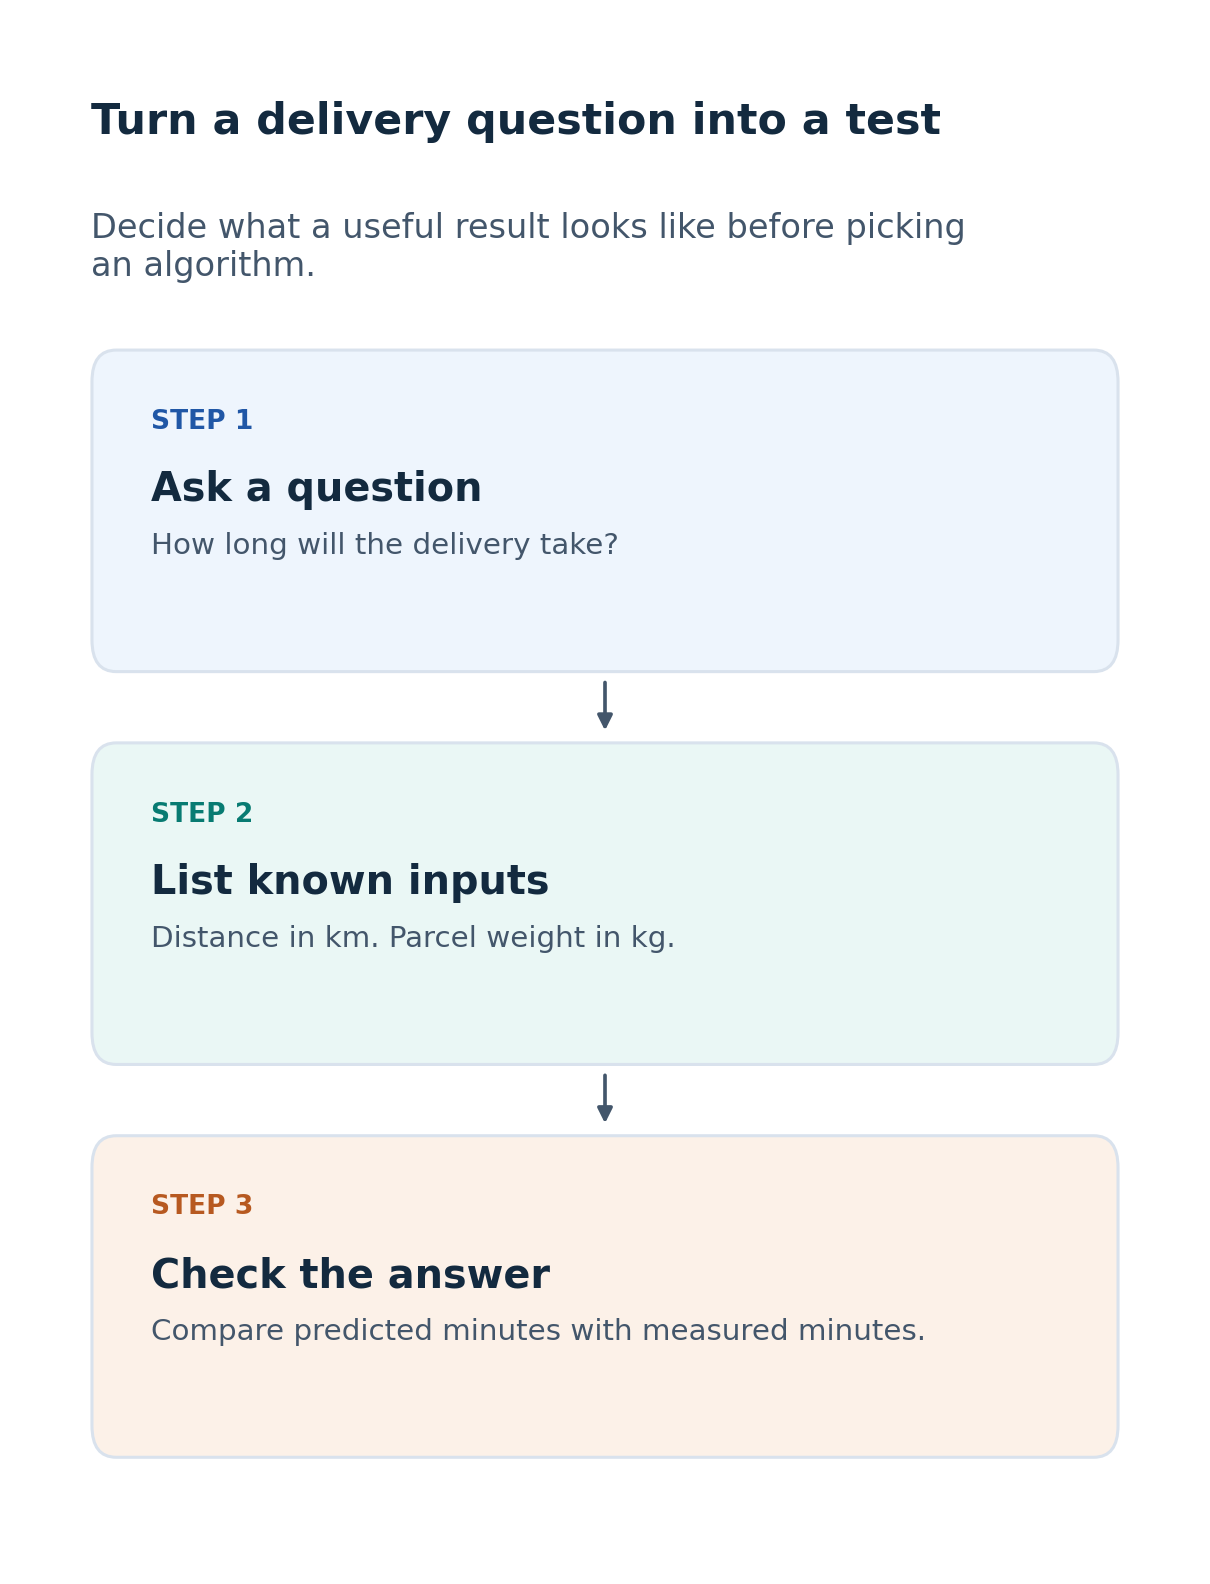 Turn a delivery question into a test
Decide what a useful result looks like before picking
an algorithm.
STEP 1
Ask a question
How long will the delivery take?
STEP 2
List known inputs
Distance in km. Parcel weight in kg.
STEP 3
Check the answer
Compare predicted minutes with measured minutes.